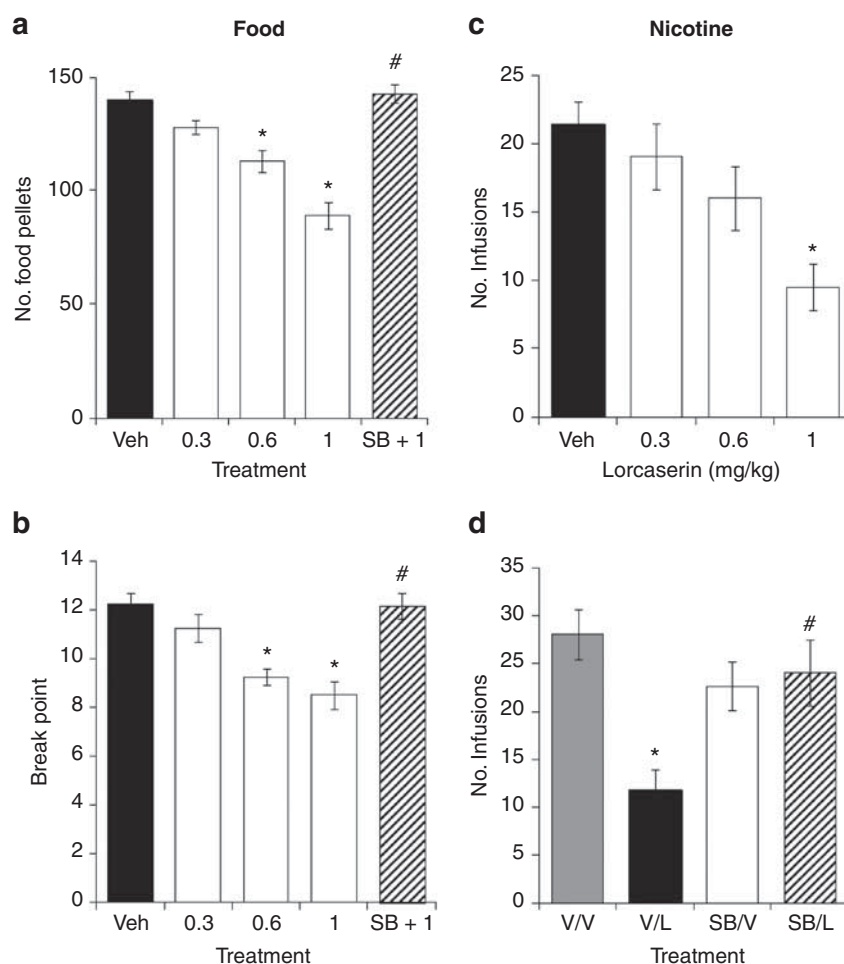 a
Food
No. food pellets
150
100
50
0
*
*
#
Veh 0.3 0.6 1 SB + 1
Treatment
c
Nicotine
No. Infusions
25
20
15
10
5
0
*
Veh 0.3 0.6 1
Lorcaserin (mg/kg)
b
Break point
14
12
10
8
6
4
2
0
*
*
#
Veh 0.3 0.6 1 SB + 1
Treatment
d
No. Infusions
35
30
25
20
15
10
5
0
*
#
V/V V/L SB/V SB/L
Treatment